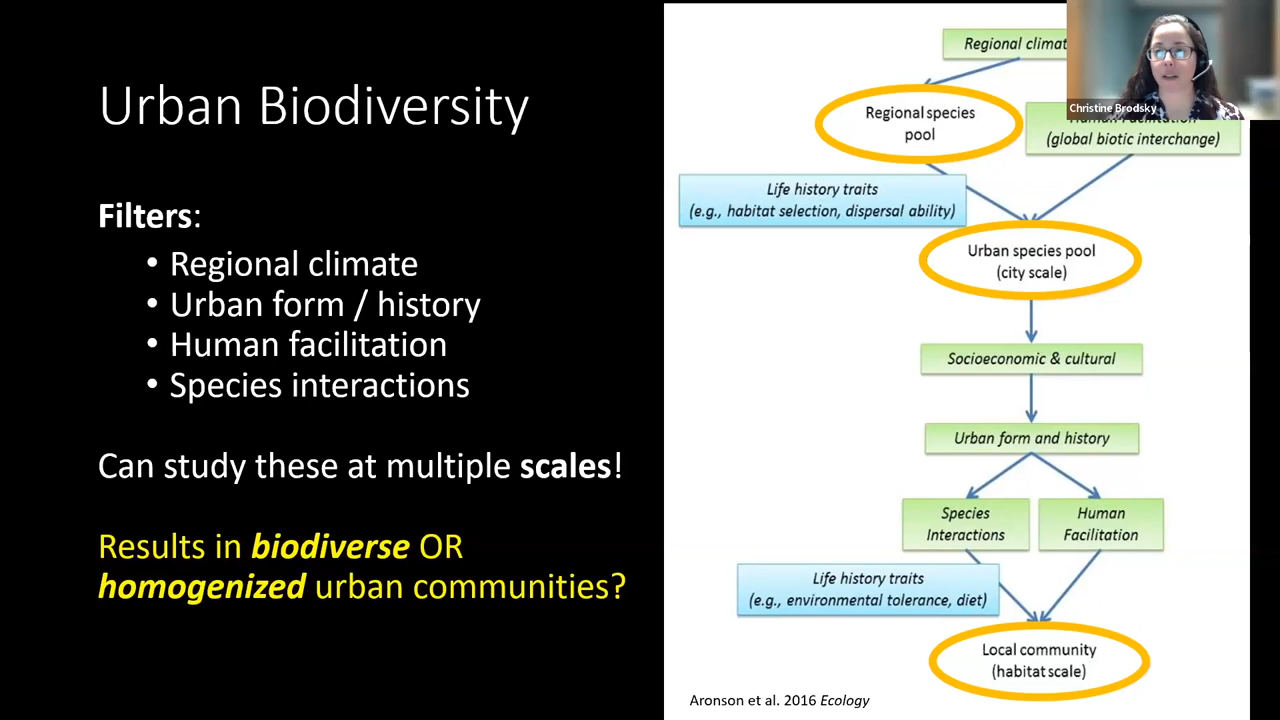 Urban Biodiversity
Filters:
• Regional climate
• Urban form / history
• Human facilitation
• Species interactions
Can study these at multiple scales!
Results in biodiverse OR
homogenized urban communities?
Regional climat
Christine Brodsky
Regional species
pool
Human Facilitation
(global biotic interchange)
Life history traits
(e.g., habitat selection, dispersal ability)
Urban species pool
(city scale)
Socioeconomic & cultural
Urban form and history
Species
Interactions
Human
Facilitation
Life history traits
(e.g., environmental tolerance, diet)
Local community
(habitat scale)
Aronson et al. 2016 Ecology